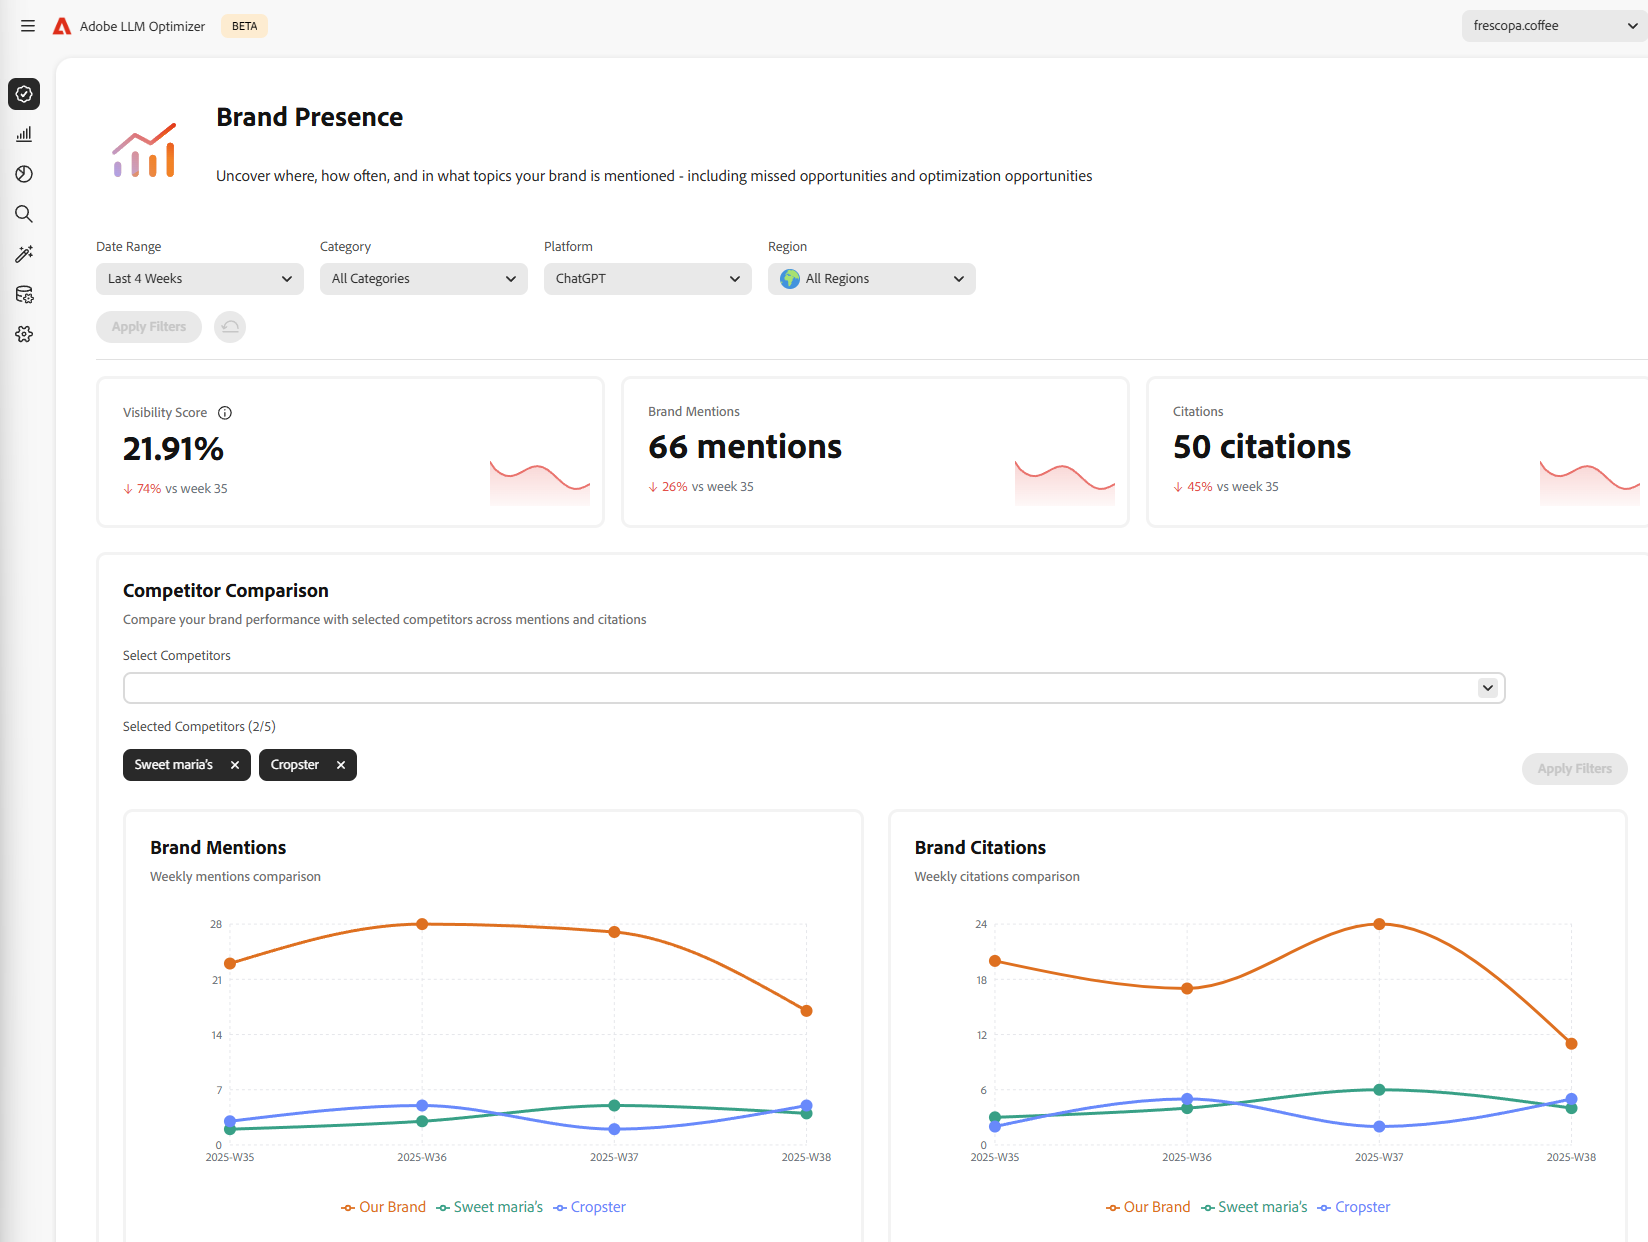 Adobe LLM Optimizer BETA
frescopa.coffee
Brand Presence
Uncover where, how often, and in what topics your brand is mentioned - including missed opportunities and optimization opportunities
Date Range Category Platform Region
Last 4 Weeks All Categories ChatGPT All Regions
Apply Filters
Visibility Score
21.91%
↓ 74% vs week 35
Brand Mentions
66 mentions
↓ 26% vs week 35
Citations
50 citations
↓ 45% vs week 35
Competitor Comparison
Compare your brand performance with selected competitors across mentions and citations
Select Competitors
Selected Competitors (2/5)
Sweet maria's × Cropster ×
Apply Filters
Brand Mentions
Weekly mentions comparison
28
21
14
7
0
2025-W35 2025-W36 2025-W37 2025-W38
Our Brand Sweet maria's Cropster
Brand Citations
Weekly citations comparison
24
18
12
6
0
2025-W35 2025-W36 2025-W37 2025-W38
Our Brand Sweet maria's Cropster